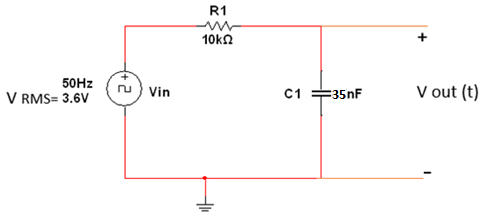 R1
10kΩ
+
50Hz
V RMS= 3.6V
+
Vin
C1
35nF
V out (t)
−